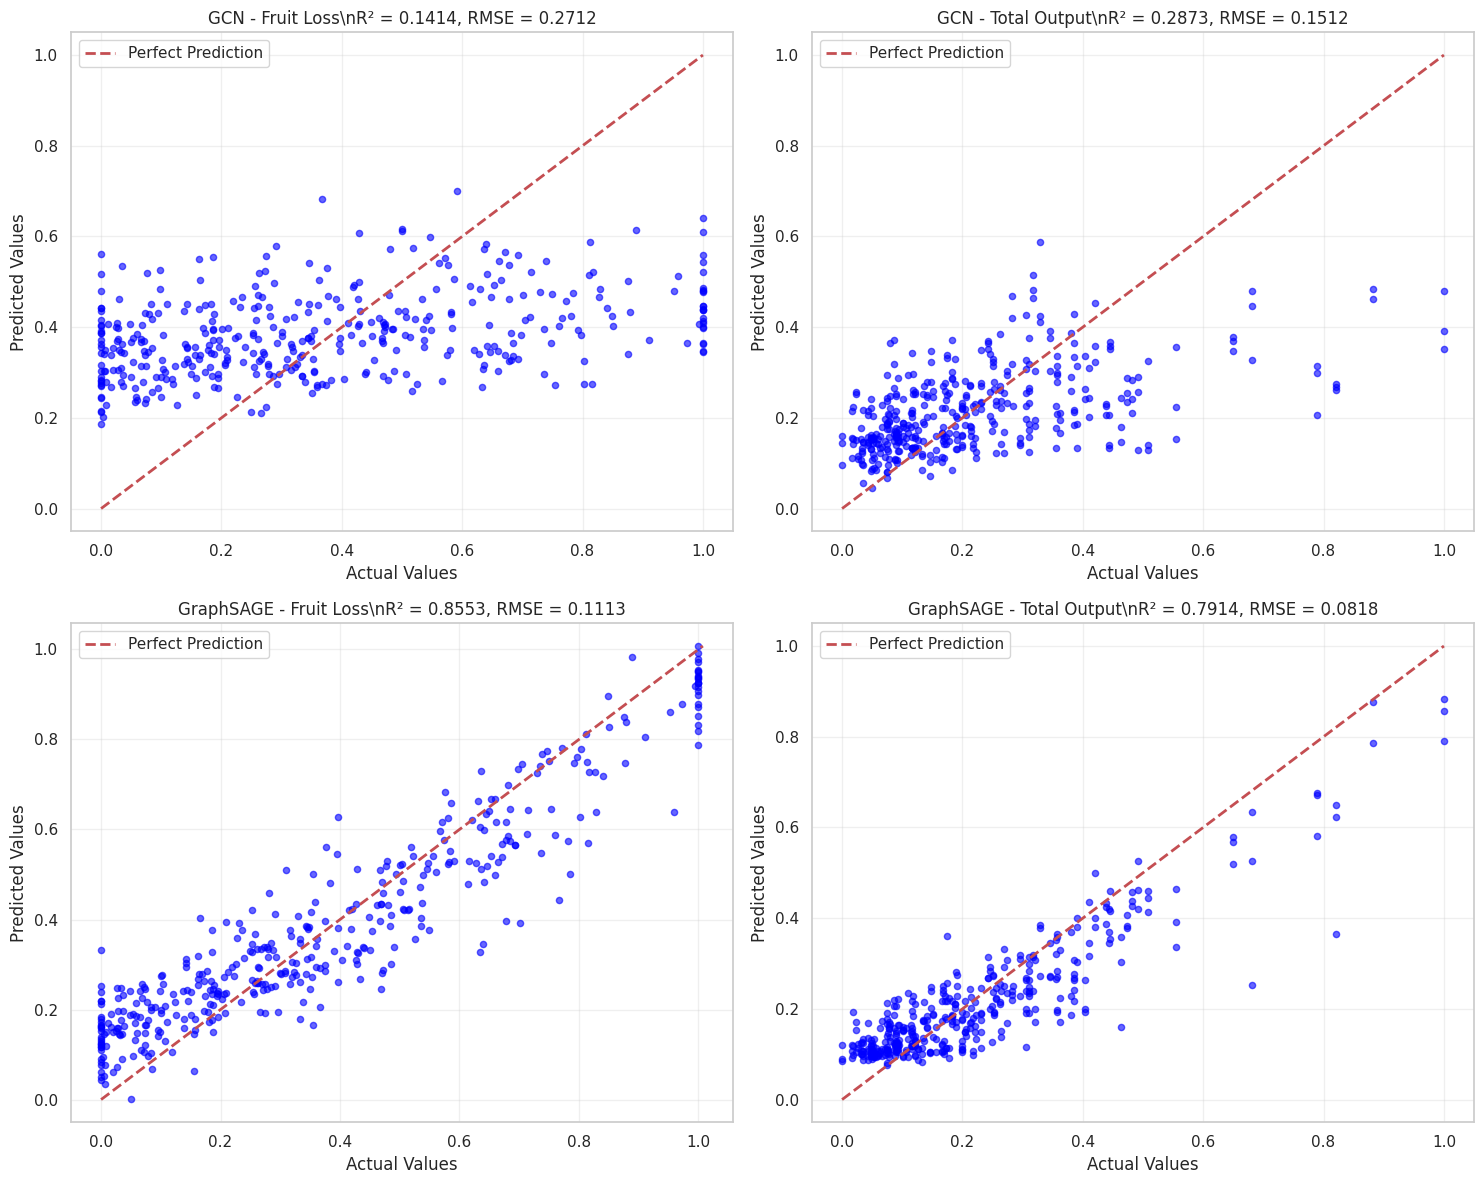 GCN - Fruit Loss\nR² = 0.1414, RMSE = 0.2712
Perfect Prediction
Predicted Values
1.0
0.8
0.6
0.4
0.2
0.0
0.0 0.2 0.4 0.6 0.8 1.0
Actual Values
GCN - Total Output\nR² = 0.2873, RMSE = 0.1512
Perfect Prediction
Predicted Values
1.0
0.8
0.6
0.4
0.2
0.0
0.0 0.2 0.4 0.6 0.8 1.0
Actual Values
GraphSAGE - Fruit Loss\nR² = 0.8553, RMSE = 0.1113
Perfect Prediction
Predicted Values
1.0
0.8
0.6
0.4
0.2
0.0
0.0 0.2 0.4 0.6 0.8 1.0
Actual Values
GraphSAGE - Total Output\nR² = 0.7914, RMSE = 0.0818
Perfect Prediction
Predicted Values
1.0
0.8
0.6
0.4
0.2
0.0
0.0 0.2 0.4 0.6 0.8 1.0
Actual Values